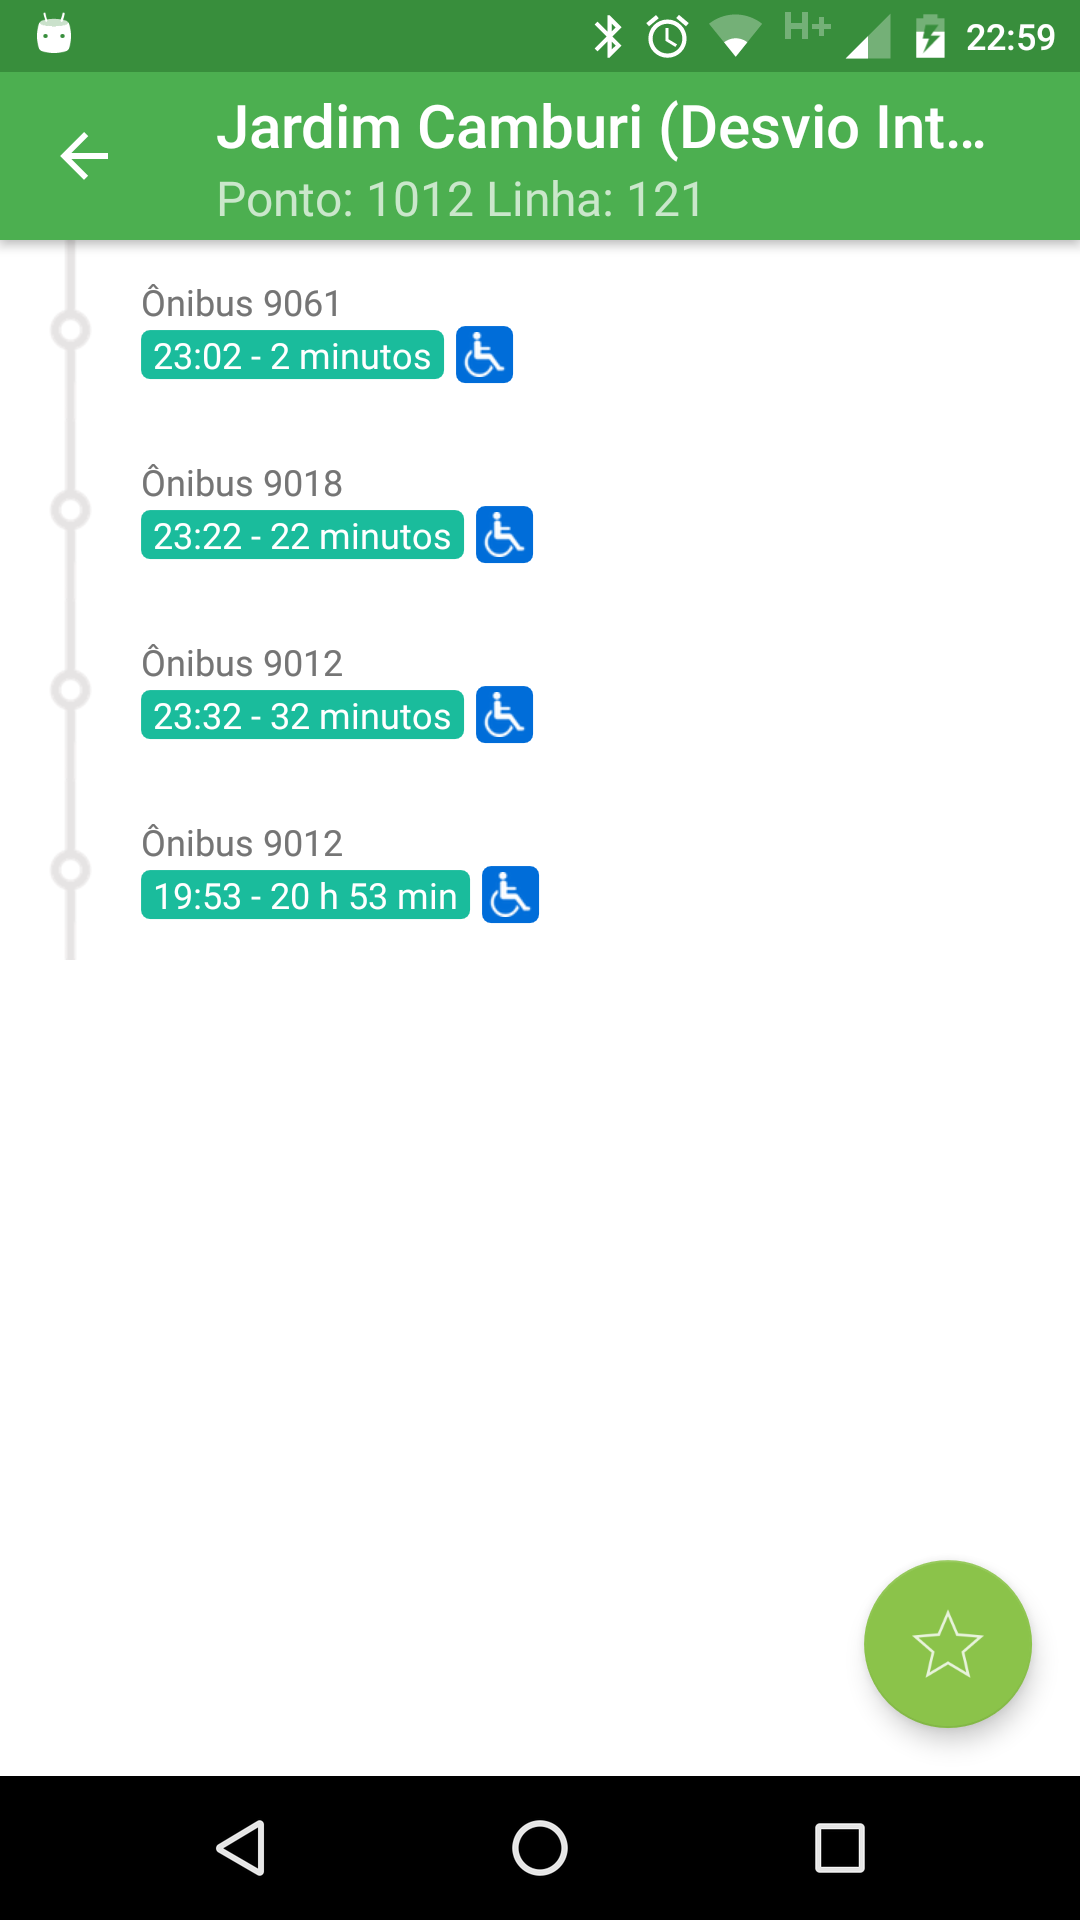 H+ 22:59
Jardim Camburi (Desvio Int...
Ponto: 1012 Linha: 121
Ônibus 9061
23:02 - 2 minutos
Ônibus 9018
23:22 - 22 minutos
Ônibus 9012
23:32 - 32 minutos
Ônibus 9012
19:53 - 20 h 53 min